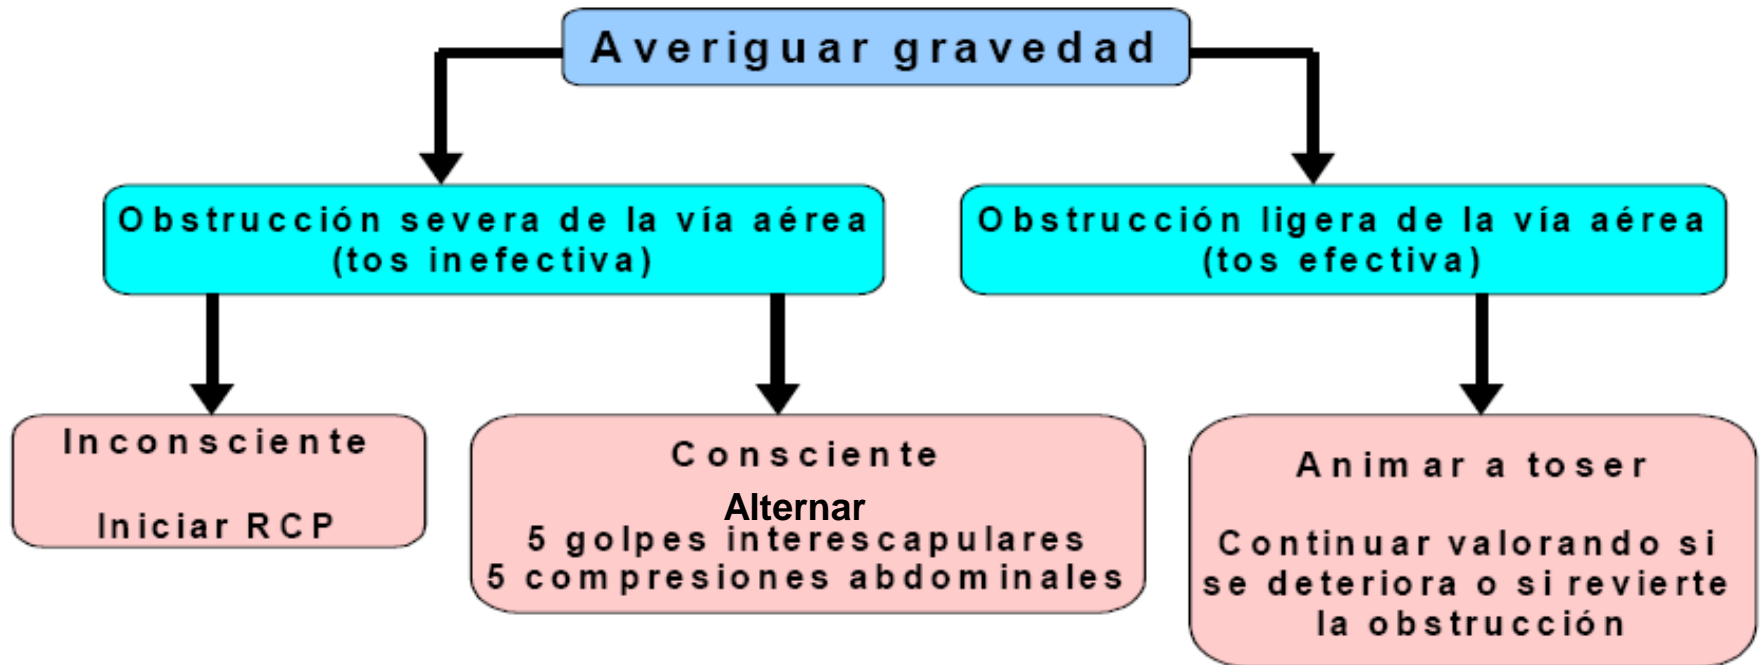 Averiguar gravedad
Obstrucción severa de la vía aérea
(tos inefectiva)
Obstrucción ligera de la vía aérea
(tos efectiva)
Inconsciente
Iniciar RCP
Consciente
Alternar
5 golpes interescapulares
5 compresiones abdominales
Animar a toser
Continuar valorando si
se deteriora o si revierte
la obstrucción